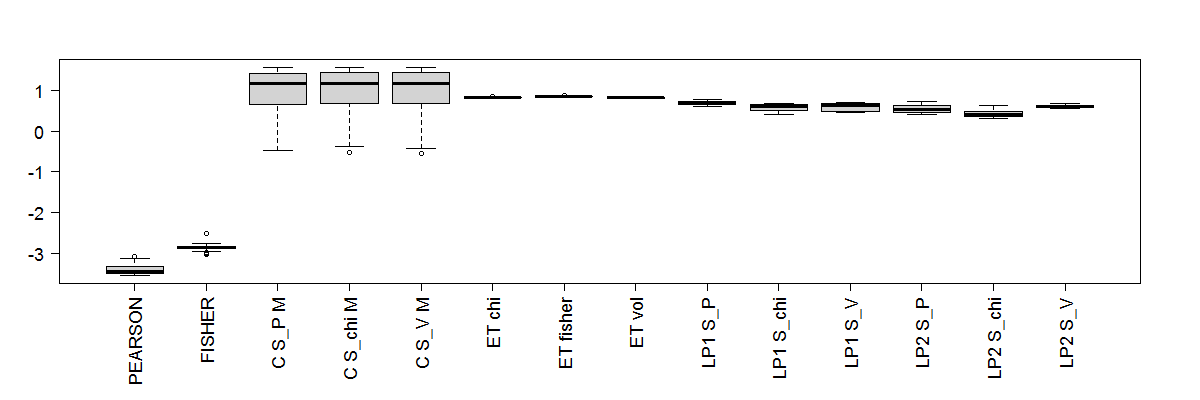 1
0
-1
-2
-3
PEARSON
FISHER
C S_P M
C S_chi M
C S_V M
ET chi
ET fisher
ET vol
LP1 S_P
LP1 S_chi
LP1 S_V
LP2 S_P
LP2 S_chi
LP2 S_V